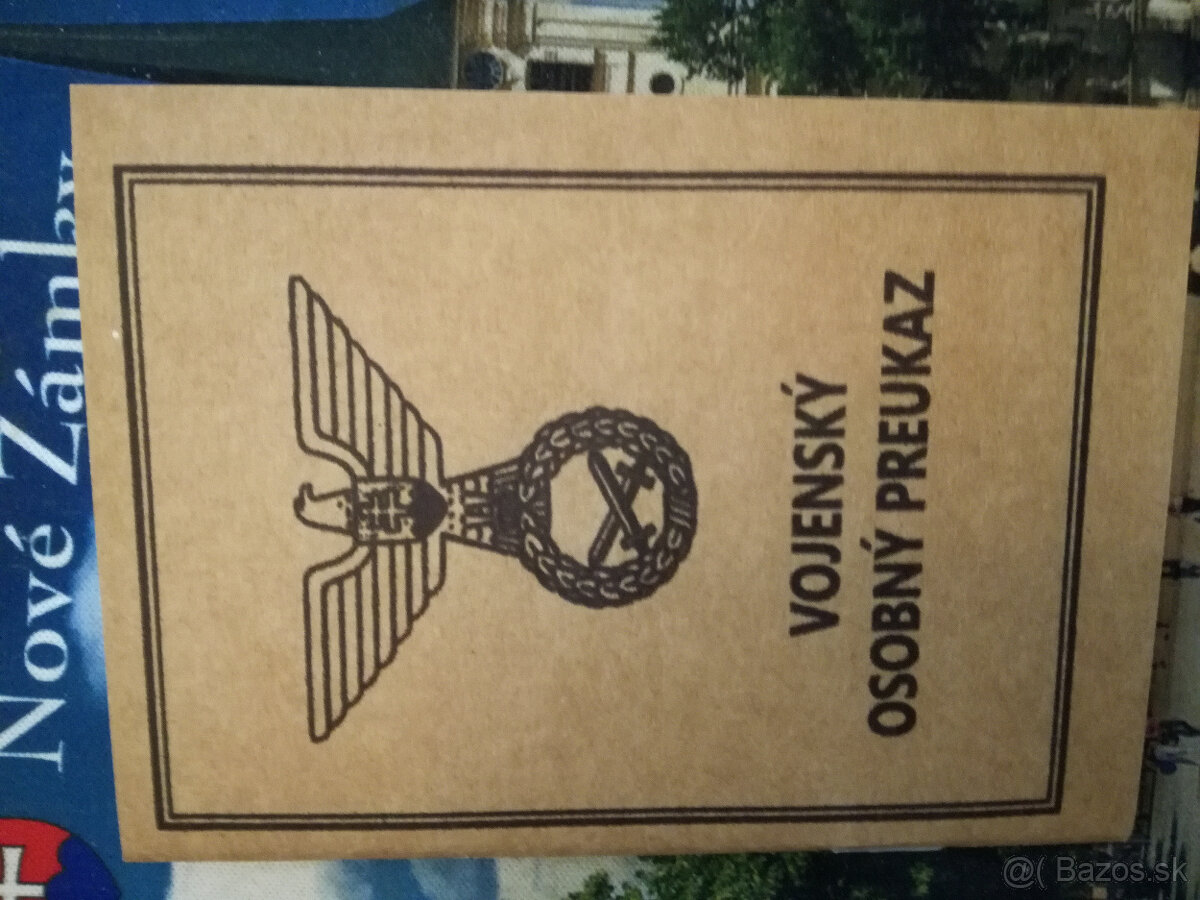 VOJENSKÝ
OSOBNÝ PREUKAZ
Nové Zámky
@( Bazos.sk